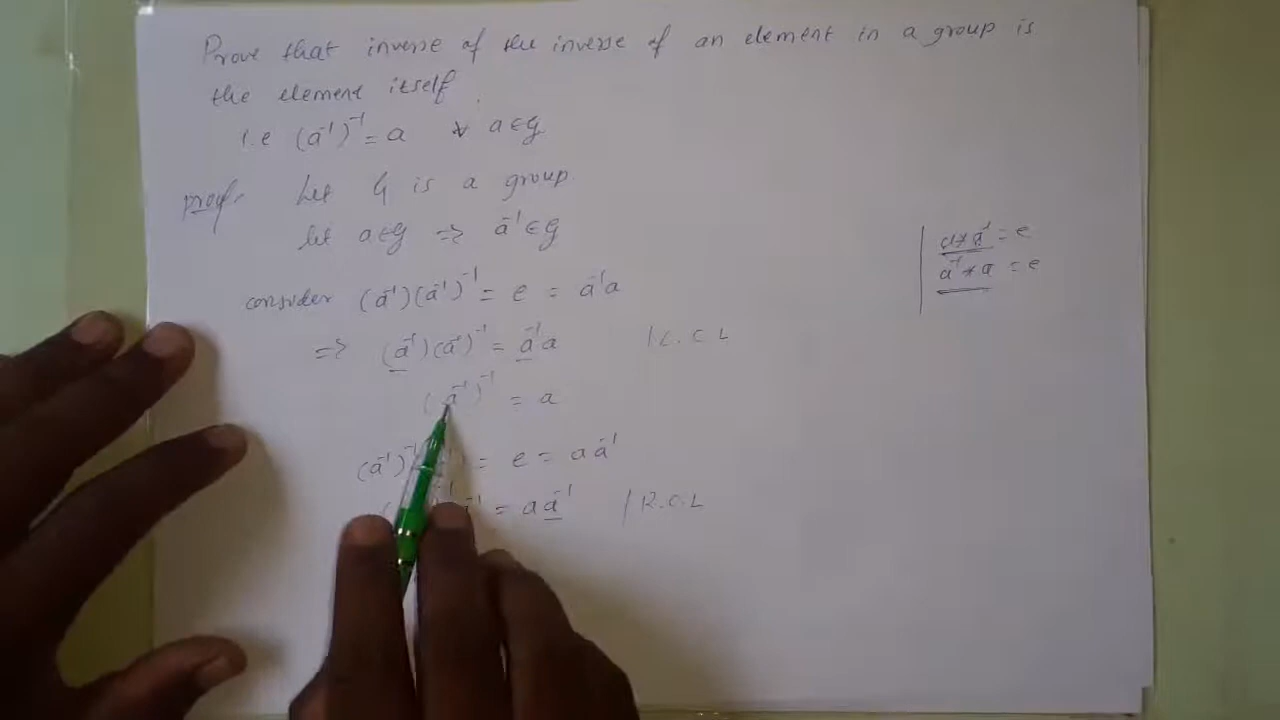 Prove that inverse of the inverse of an element in a group is
the element itself
i.e (a⁻¹)⁻¹ = a ∀ a∈G
proof. Let G is a group.
let a∈G => a⁻¹∈G
consider (a⁻¹)(a⁻¹)⁻¹ = e = a⁻¹a
=> (a⁻¹)(a⁻¹)⁻¹ = a⁻¹a | L.C.L
(a⁻¹)⁻¹ = a
(a⁻¹)⁻¹ = e = a a⁻¹
= a a⁻¹ | R.C.L
a * a⁻¹ = e
a⁻¹ * a = e